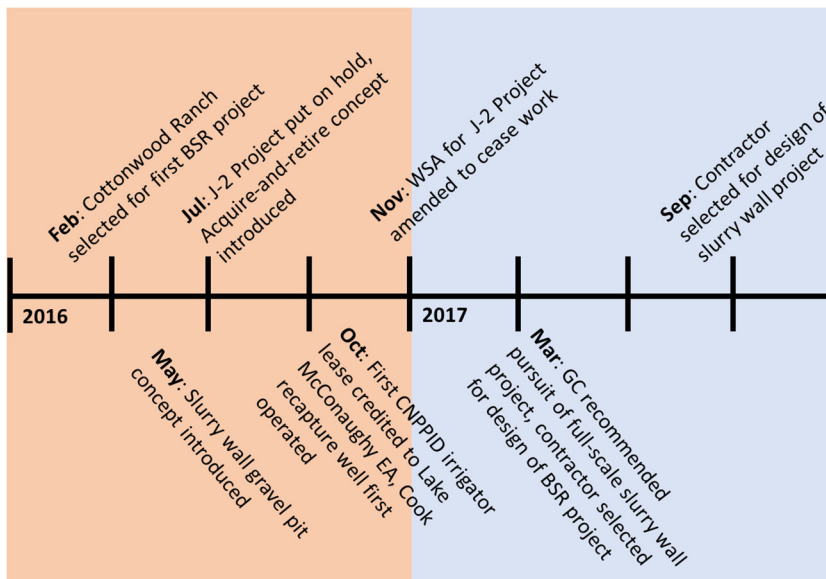 Feb: Cottonwood Ranch
selected for first BSR project
Jul: J-2 Project put on hold,
Acquire-and-retire concept
introduced
Nov: WSA for J-2 Project
amended to cease work
Sep: Contractor
selected for design of
slurry wall project
2016
2017
May: Slurry wall gravel pit
concept introduced
Oct: First CNPPID irrigator
lease credited to Lake
McConaughy EA, Cook
recapture well first
operated
Mar: GC recommended
pursuit of full-scale slurry wall
project, contractor selected
for design of BSR project